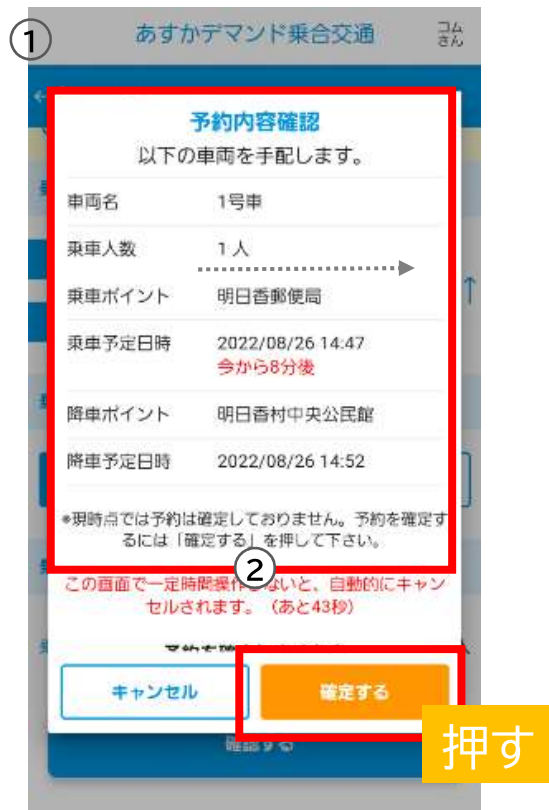 ①
あすかデマンド乗合交通
コム
さん
予約内容確認
以下の車両を手配します。
車両名 1号車
乗車人数 1 人
乗車ポイント 明日香郵便局
乗車予定日時 2022/08/26 14:47
今から8分後
降車ポイント 明日香村中央公民館
降車予定日時 2022/08/26 14:52
※現時点では予約は確定しておりません。予約を確定す
るには「確定する」を押して下さい。
②
この画面で一定時間操作しないと、自動的にキャン
セルされます。（あと43秒）
キャンセル
確定する
確認する
押す